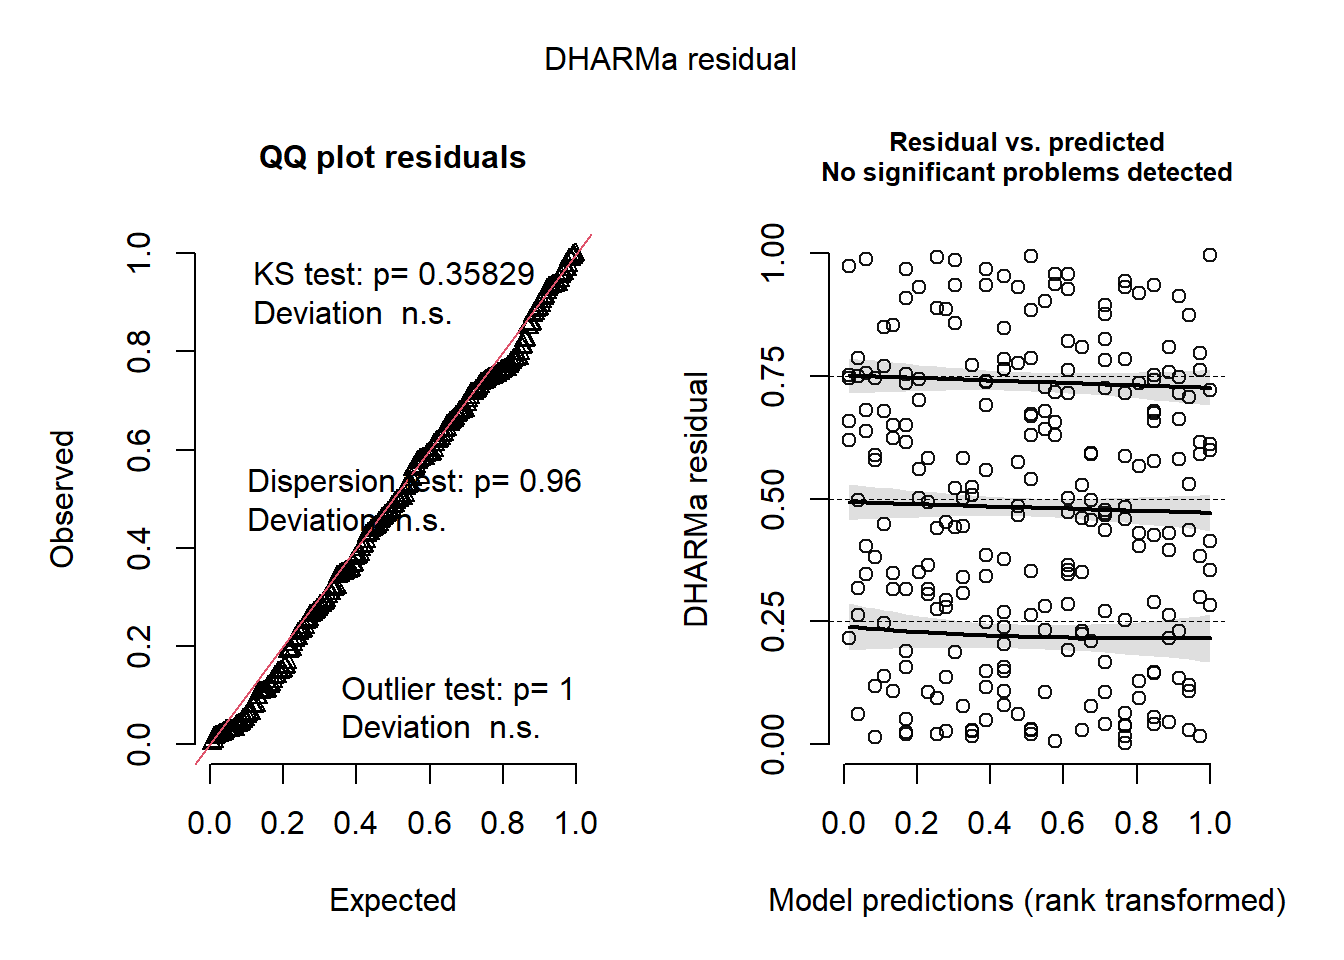 DHARMa residual
QQ plot residuals
Observed
1.0
0.8
0.6
0.4
0.2
0.0
KS test: p= 0.35829
Deviation  n.s.
Dispersion test: p= 0.96
Deviation  n.s.
Outlier test: p= 1
Deviation  n.s.
0.0 0.2 0.4 0.6 0.8 1.0
Expected
Residual vs. predicted
No significant problems detected
DHARMa residual
1.00
0.75
0.50
0.25
0.00
0.0 0.2 0.4 0.6 0.8 1.0
Model predictions (rank transformed)